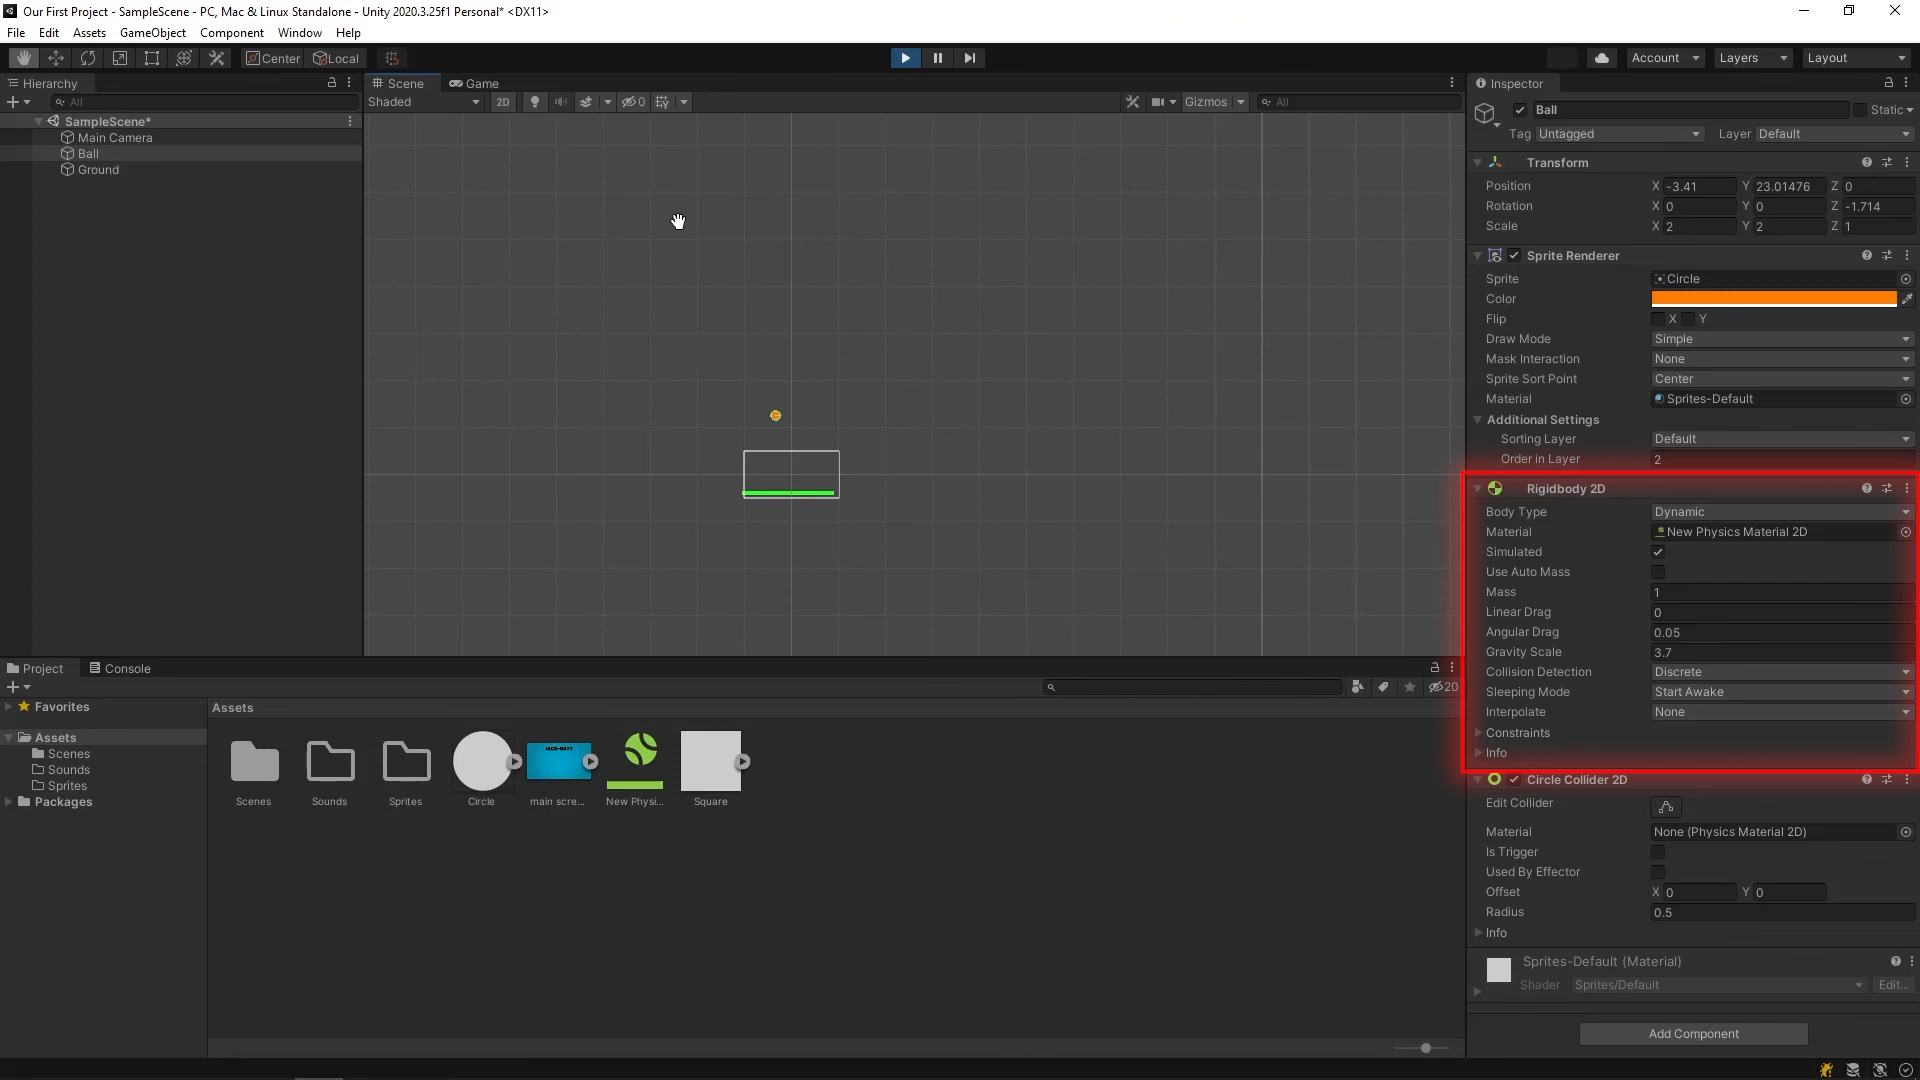 Our First Project - SampleScene - PC, Mac & Linux Standalone - Unity 2020.3.25f1 Personal* <DX11>
File Edit Assets GameObject Component Window Help
Center Local Account Layers Layout
Hierarchy
All
SampleScene*
Main Camera
Ball
Ground
Scene Game
Shaded 2D 0 Gizmos All
Inspector
Ball Static
Tag Untagged Layer Default
Transform
Position X -3.41 Y 23.01476 Z 0
Rotation X 0 Y 0 Z -1.714
Scale X 2 Y 2 Z 1
Sprite Renderer
Sprite Circle
Color
Flip X Y
Draw Mode Simple
Mask Interaction None
Sprite Sort Point Center
Material Sprites-Default
Additional Settings
Sorting Layer Default
Order in Layer 2
Rigidbody 2D
Body Type Dynamic
Material New Physics Material 2D
Simulated
Use Auto Mass
Mass 1
Linear Drag 0
Angular Drag 0.05
Gravity Scale 3.7
Collision Detection Discrete
Sleeping Mode Start Awake
Interpolate None
Constraints
Info
Circle Collider 2D
Edit Collider
Material None (Physics Material 2D)
Is Trigger
Used By Effector
Offset X 0 Y 0
Radius 0.5
Info
Sprites-Default (Material)
Shader Sprites/Default Edit...
Add Component
Project Console
20
Favorites
Assets
Scenes
Sounds
Sprites
Packages
Assets
Scenes Sounds Sprites Circle main scre... New Physi... Square